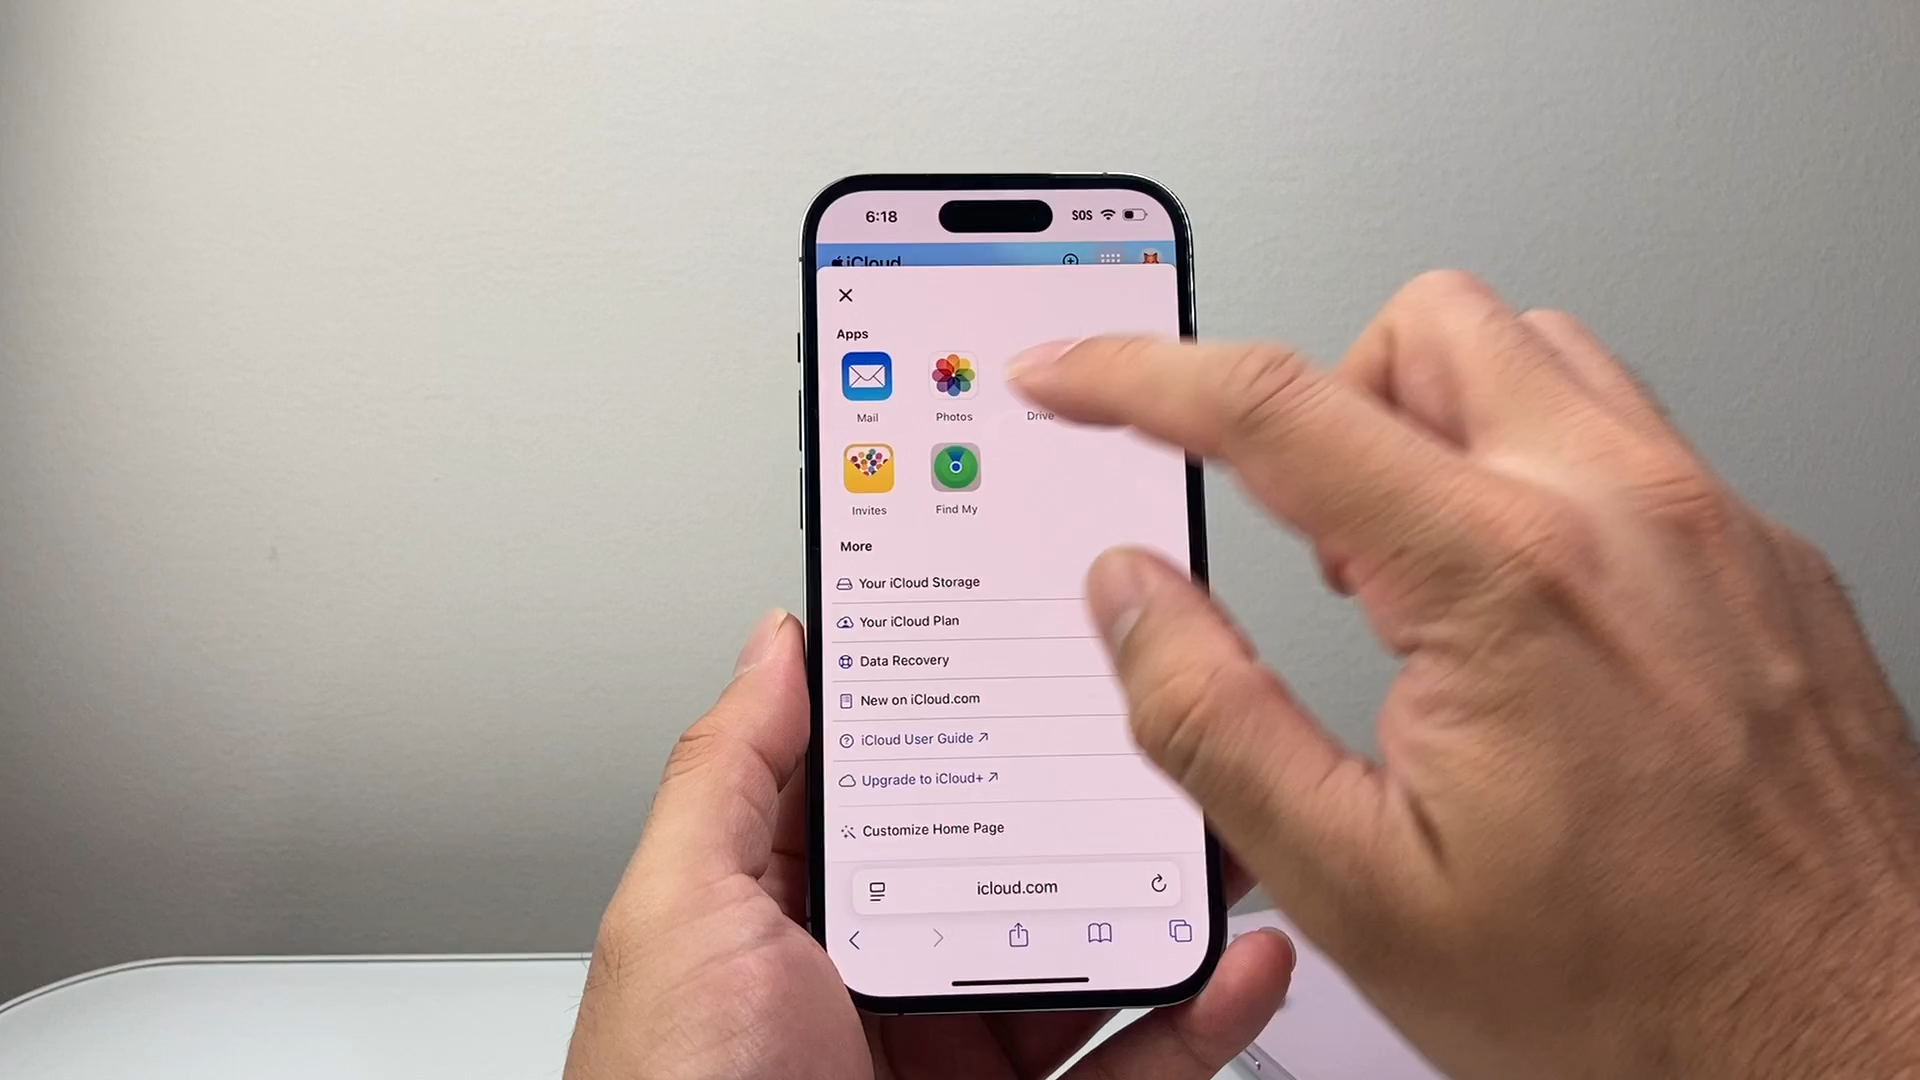 6:18
SOS
iCloud
Apps
Mail
Photos
Drive
Invites
Find My
More
Your iCloud Storage
Your iCloud Plan
Data Recovery
New on iCloud.com
iCloud User Guide ↗
Upgrade to iCloud+ ↗
Customize Home Page
icloud.com